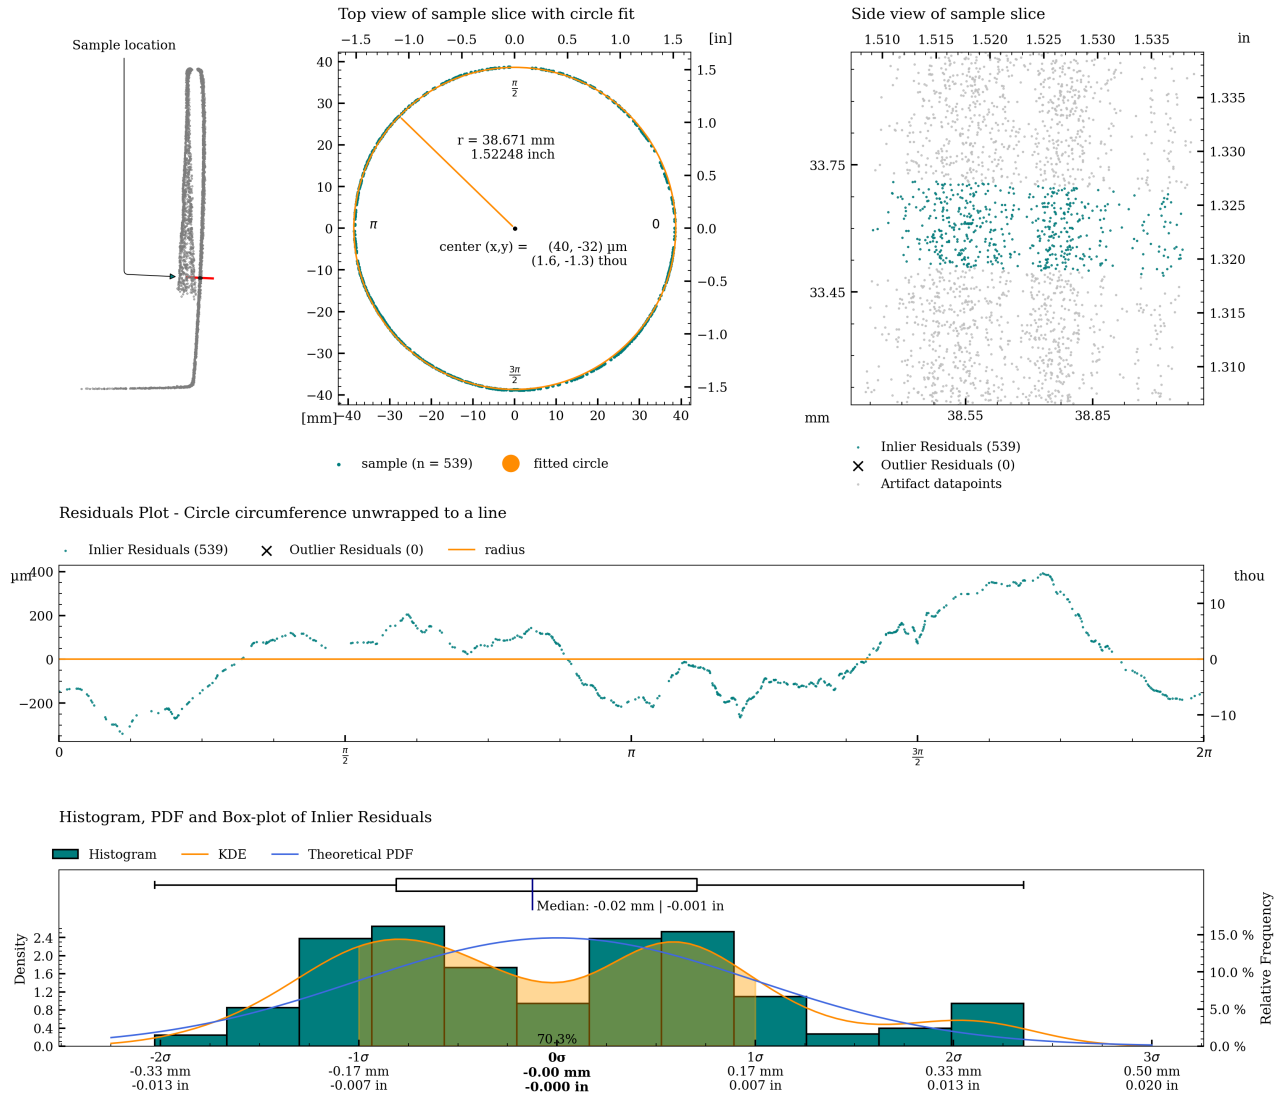 Sample location
Top view of sample slice with circle fit
−1.5 −1.0 −0.5 0.0 0.5 1.0 1.5 [in]
40 30 20 10 0 −10 −20 −30 −40
1.5 1.0 0.5 0.0 −0.5 −1.0 −1.5
π/2
r = 38.671 mm
1.52248 inch
π 0
center (x,y) = (40, -32) µm
(1.6, -1.3) thou
3π/2
[mm] −40 −30 −20 −10 0 10 20 30 40
sample (n = 539) fitted circle
Side view of sample slice
1.510 1.515 1.520 1.525 1.530 1.535 in
33.75 33.45
1.335 1.330 1.325 1.320 1.315 1.310
mm 38.55 38.85
Inlier Residuals (539)
Outlier Residuals (0)
Artifact datapoints
Residuals Plot - Circle circumference unwrapped to a line
Inlier Residuals (539) Outlier Residuals (0) radius
µm thou
400 200 0 −200
10 0 −10
0 π/2 π 3π/2 2π
Histogram, PDF and Box-plot of Inlier Residuals
Histogram KDE Theoretical PDF
Median: -0.02 mm | -0.001 in
Density
2.4 1.8 1.2 0.6 0.4 0.0
Relative Frequency
15.0 % 10.0 % 5.0 % 0.0 %
70.3%
-2σ -1σ 0σ 1σ 2σ 3σ
-0.33 mm -0.17 mm -0.00 mm 0.17 mm 0.33 mm 0.50 mm
-0.013 in -0.007 in -0.000 in 0.007 in 0.013 in 0.020 in